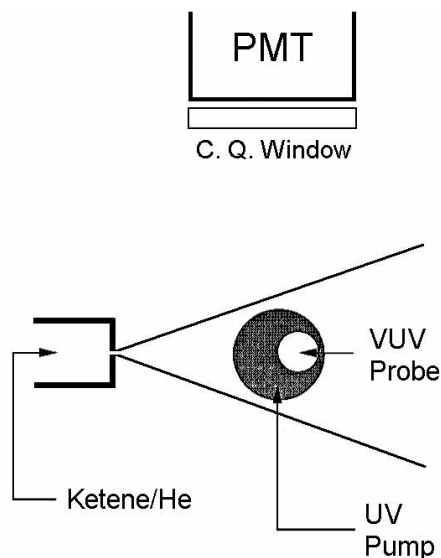 PMT
C. Q. Window
VUV
Probe
Ketene/He
UV
Pump